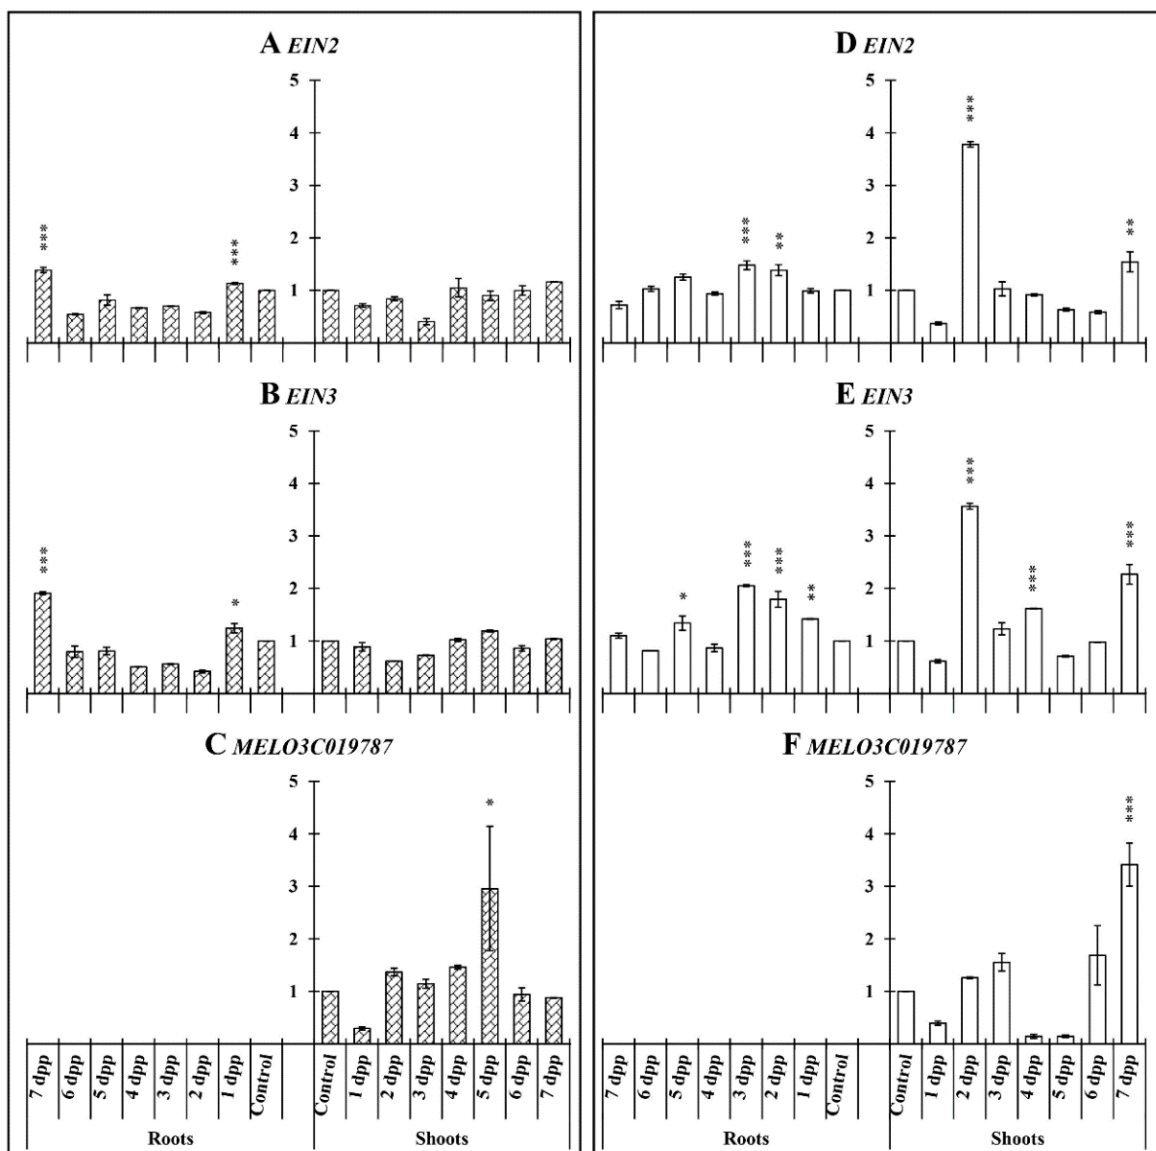 A EIN2
5
4
3
2
1
*** *** 
B EIN3
5
4
3
2
1
*** *
C MELO3C019787
5
4
3
2
1
*
7 dpp 6 dpp 5 dpp 4 dpp 3 dpp 2 dpp 1 dpp Control Control 1 dpp 2 dpp 3 dpp 4 dpp 5 dpp 6 dpp 7 dpp
Roots Shoots
D EIN2
5
4
3
2
1
*** ** *** **
E EIN3
5
4
3
2
1
* *** *** ** *** *** ***
F MELO3C019787
5
4
3
2
1
***
7 dpp 6 dpp 5 dpp 4 dpp 3 dpp 2 dpp 1 dpp Control Control 1 dpp 2 dpp 3 dpp 4 dpp 5 dpp 6 dpp 7 dpp
Roots Shoots